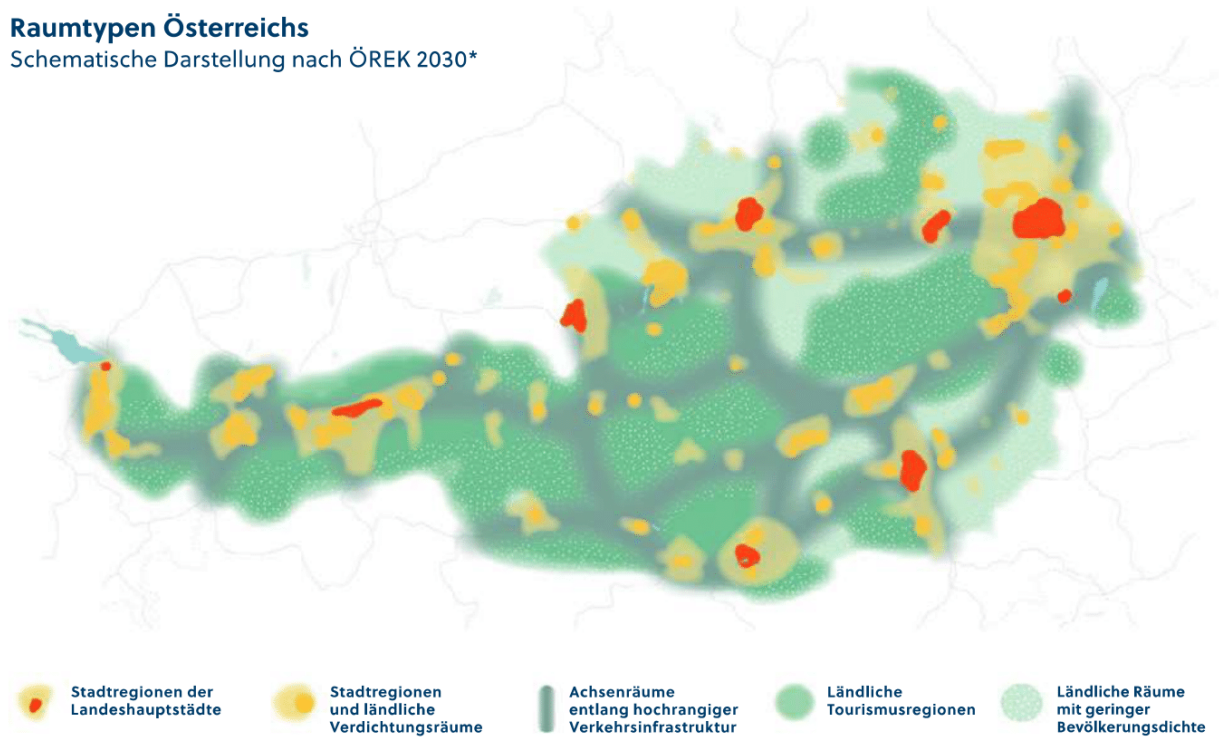 Raumtypen Österreichs
Schematische Darstellung nach ÖREK 2030*
Stadtregionen der
Landeshauptstädte
Stadtregionen
und ländliche
Verdichtungsräume
Achsenräume
entlang hochrangiger
Verkehrsinfrastruktur
Ländliche
Tourismusregionen
Ländliche Räume
mit geringer
Bevölkerungsdichte